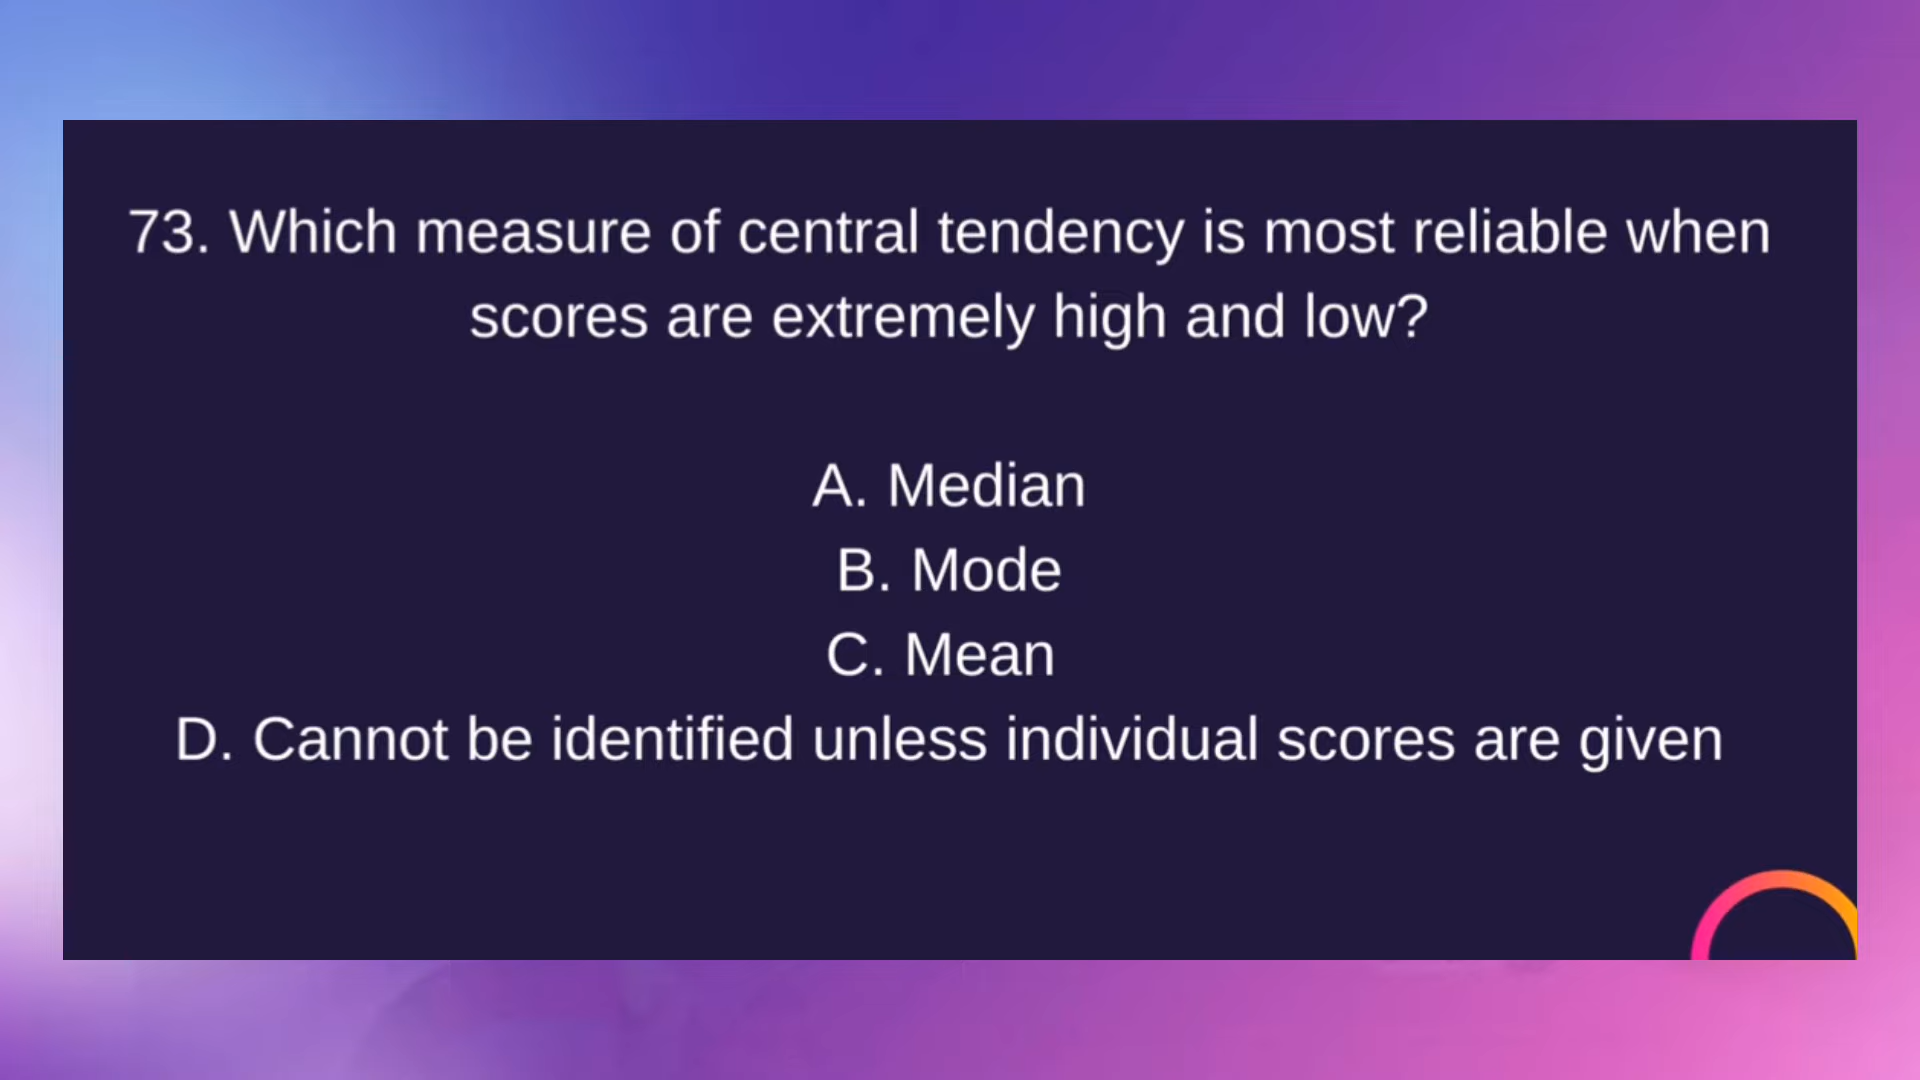 73. Which measure of central tendency is most reliable when
scores are extremely high and low?
A. Median
B. Mode
C. Mean
D. Cannot be identified unless individual scores are given